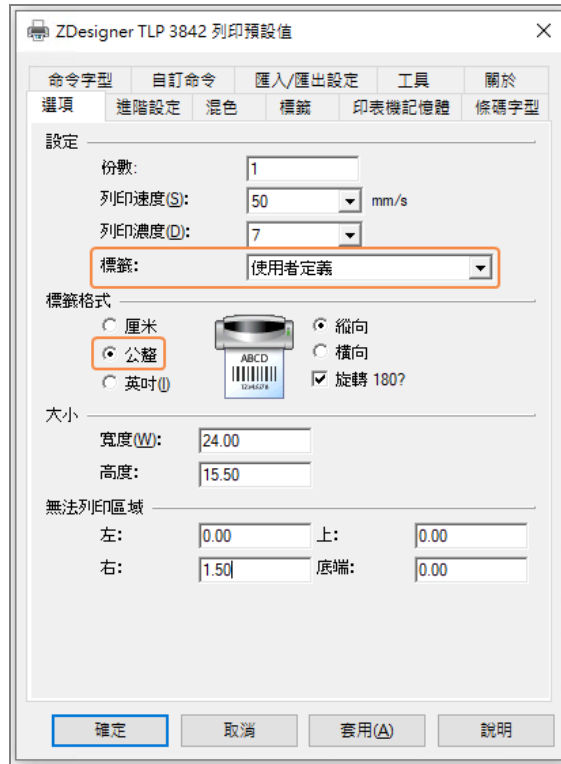 ZDesigner TLP 3842 列印預設值
命令字型 自訂命令 匯入/匯出設定 工具 關於
選項 進階設定 混色 標籤 印表機記憶體 條碼字型
設定
份數: 1
列印速度(S): 50 mm/s
列印濃度(D): 7
標籤: 使用者定義
標籤格式
厘米
公釐
英吋(I)
ABCD
12345678
縱向
橫向
旋轉 180?
大小
寬度(W): 24.00
高度: 15.50
無法列印區域
左: 0.00 上: 0.00
右: 1.50 底端: 0.00
確定 取消 套用(A) 說明